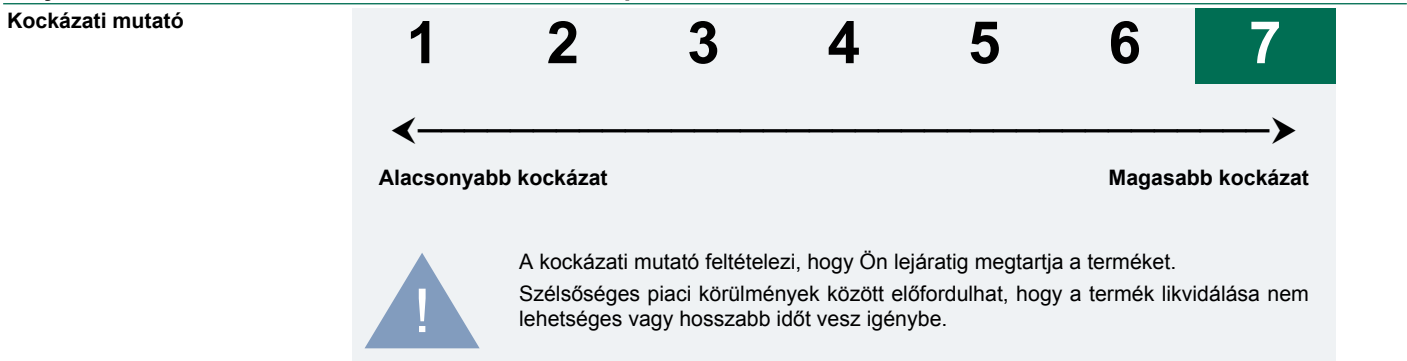 Kockázati mutató
1 2 3 4 5 6 7
Alacsonyabb kockázat Magasabb kockázat
A kockázati mutató feltételezi, hogy Ön lejáratig megtartja a terméket.
Szélsőséges piaci körülmények között előfordulhat, hogy a termék likvidálása nem
lehetséges vagy hosszabb időt vesz igénybe.
!